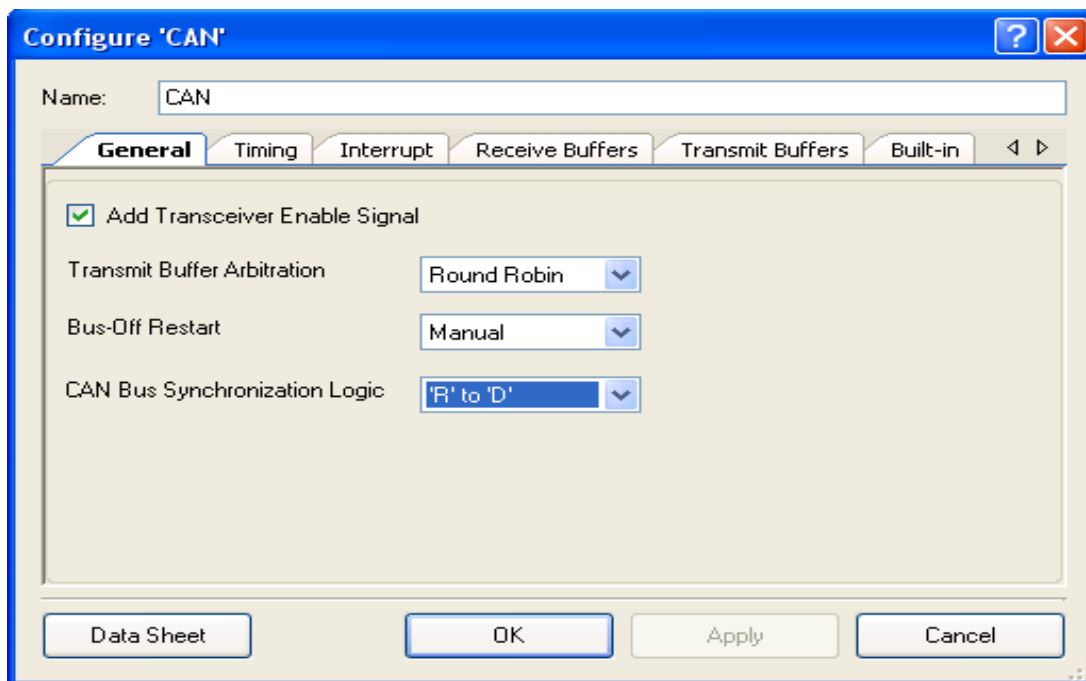 Configure 'CAN'
Name: CAN
General Timing Interrupt Receive Buffers Transmit Buffers Built-in
Add Transceiver Enable Signal
Transmit Buffer Arbitration Round Robin
Bus-Off Restart Manual
CAN Bus Synchronization Logic 'R' to 'D'
Data Sheet OK Apply Cancel